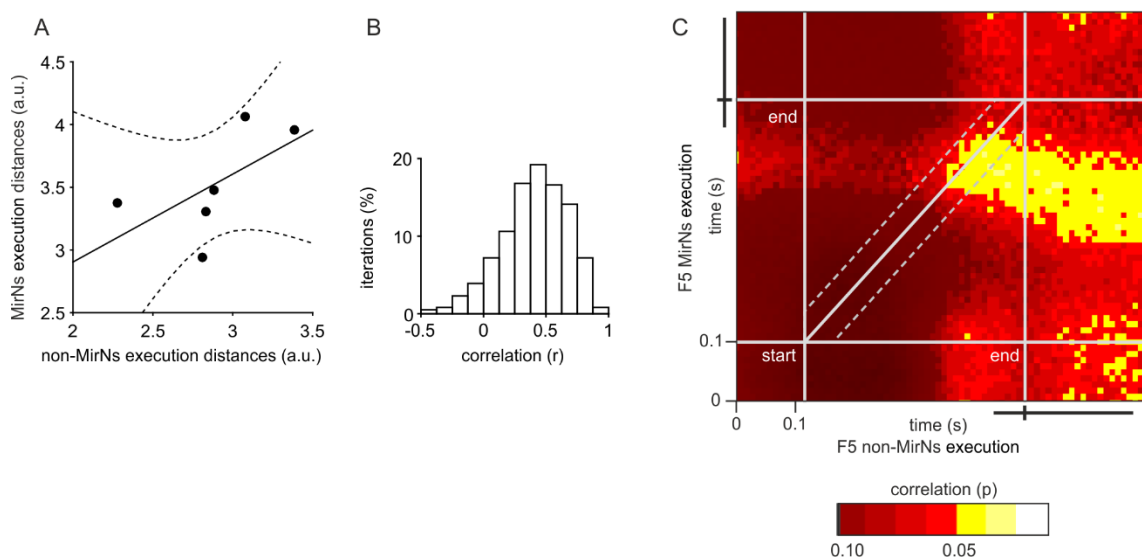 A
4.5
4
3.5
3
2.5
2
2.5
3
3.5
MirNs execution distances (a.u.)
non-MirNs execution distances (a.u.)
B
20
10
0
-0.5
0
0.5
1
iterations (%)
correlation (r)
C
end
start
end
0.1
0
0
0.1
F5 MirNs execution
time (s)
time (s)
F5 non-MirNs execution
correlation (p)
0.10
0.05